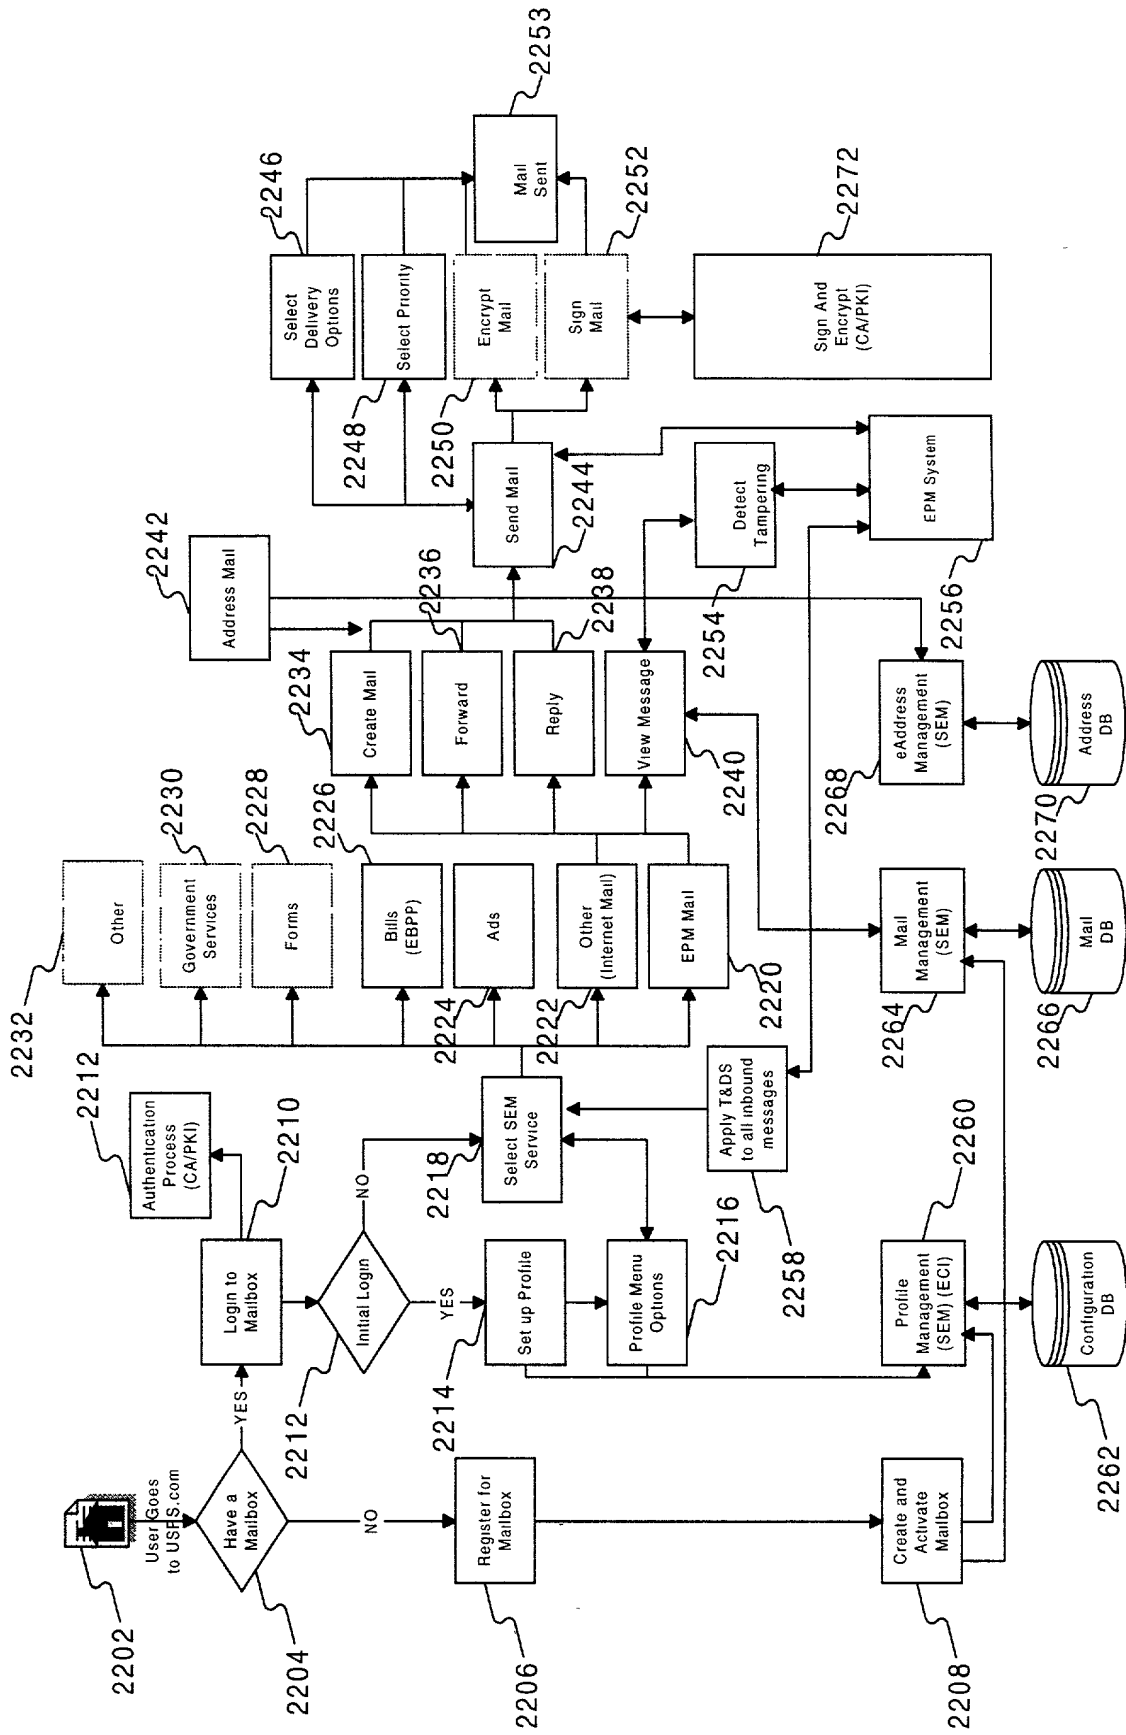 2202
User Goes
to USPS.com
2204
Have a
Mailbox
YES
NO
2206
Register for
Mailbox
2208
Create and
Activate
Mailbox
2210
Login to
Mailbox
2212
Authentication
Process
(CA/PKI)
2212
Initial Login
NO
YES
2214
Set up Profile
2216
Profile Menu
Options
2218
Select SEM
Service
2258
Apply T&DS
to all inbound
messages
2260
Profile
Management
(SEM) (ECI)
2262
Configuration
DB
2232
Other
2230
Government
Services
2228
Forms
2226
Bills
(EBPP)
2224
Ads
2222
Other
(Internet Mail)
2220
EPM Mail
2264
Mail
Management
(SEM)
2266
Mail
DB
2242
Address Mail
2234
Create Mail
2236
Forward
2238
Reply
2240
View Message
2268
eAddress
Management
(SEM)
2270
Address
DB
2244
Send Mail
2254
Detect
Tampering
2256
EPM System
2246
Select
Delivery
Options
2248
Select Priority
2250
Encrypt
Mail
2252
Sign
Mail
2253
Mail
Sent
2272
Sign And
Encrypt
(CA/PKI)